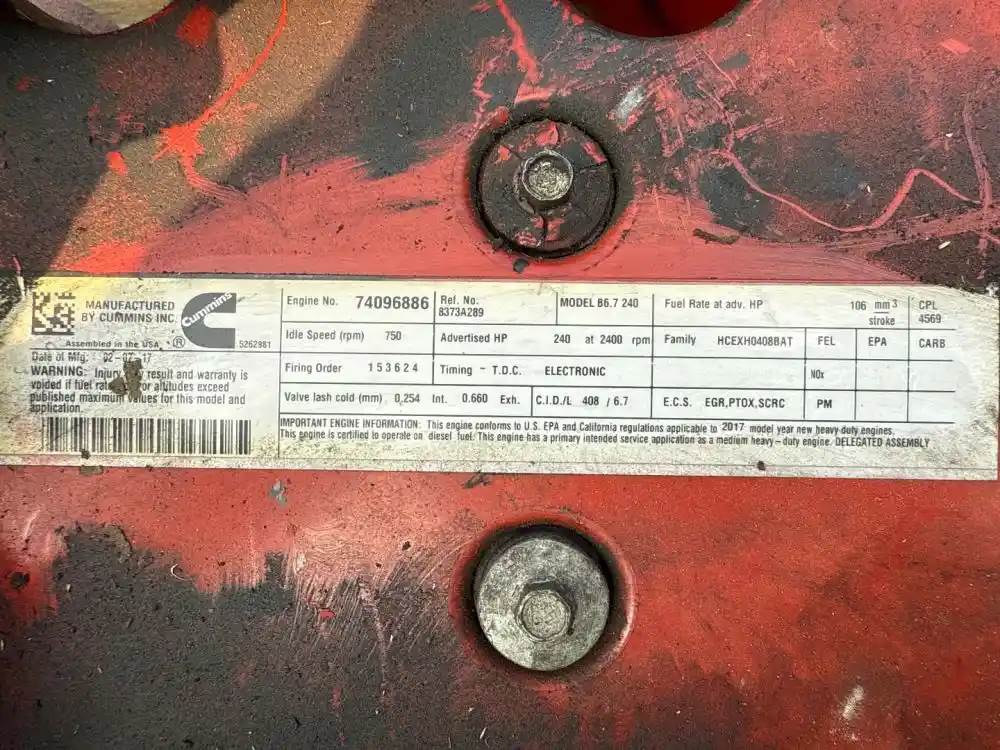 MANUFACTURED
BY CUMMINS INC.
Cummins
®
Assembled in the USA.
5262981
Date of Mfg: 02-07-17
WARNING: Injury may result and warranty is
voided if fuel rate or altitudes exceed
published maximum values for this model and
application.
Engine No. 74096886
Ref. No.
8373A289
MODEL B6.7 240
Fuel Rate at adv. HP 106 mm3
stroke
CPL
4569
Idle Speed (rpm) 750
Advertised HP 240 at 2400 rpm
Family HCEXH0408BAT
FEL EPA CARB
Firing Order 1 5 3 6 2 4
Timing - T.D.C. ELECTRONIC
NOx
Valve lash cold (mm) 0.254 Int. 0.660 Exh.
C.I.D./L 408 / 6.7
E.C.S. EGR,PTOX,SCRC
PM
IMPORTANT ENGINE INFORMATION: This engine conforms to U.S. EPA and California regulations applicable to 2017 model year new heavy duty engines.
This engine is certified to operate on diesel fuel. This engine has a primary intended service application as a medium heavy-duty engine. DELEGATED ASSEMBLY